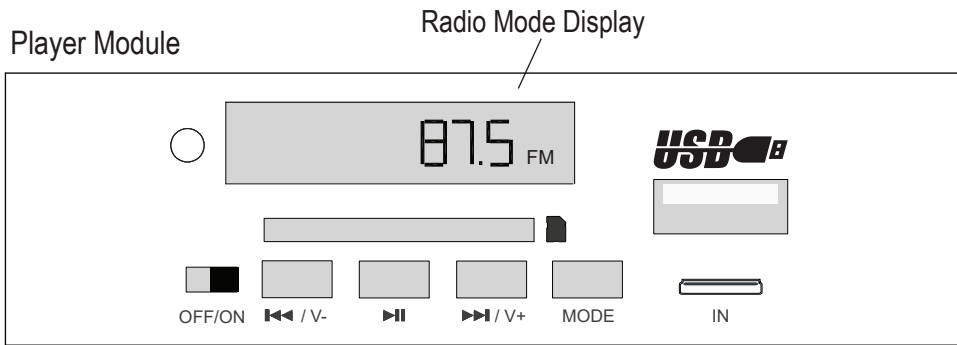 Radio Mode Display
Player Module
87.5 FM
USB
OFF/ON
/ V-
/ V+
MODE
IN